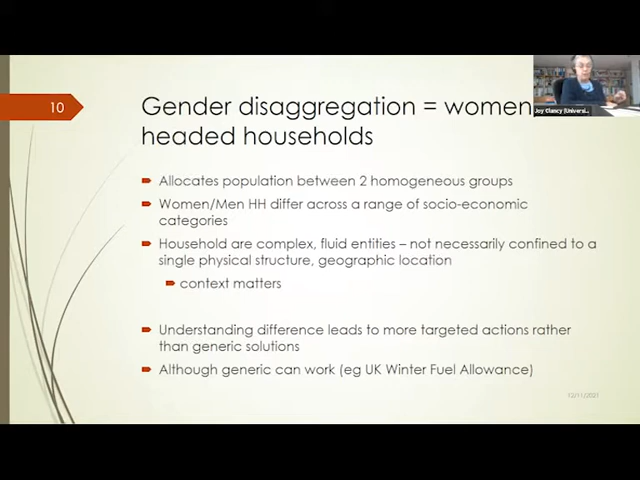 10
Gender disaggregation = women
headed households
Joy Clancy (Universi...
Allocates population between 2 homogeneous groups
Women/Men HH differ across a range of socio-economic
categories
Household are complex, fluid entities – not necessarily confined to a
single physical structure, geographic location
context matters
Understanding difference leads to more targeted actions rather
than generic solutions
Although generic can work (eg UK Winter Fuel Allowance)
12/11/2021